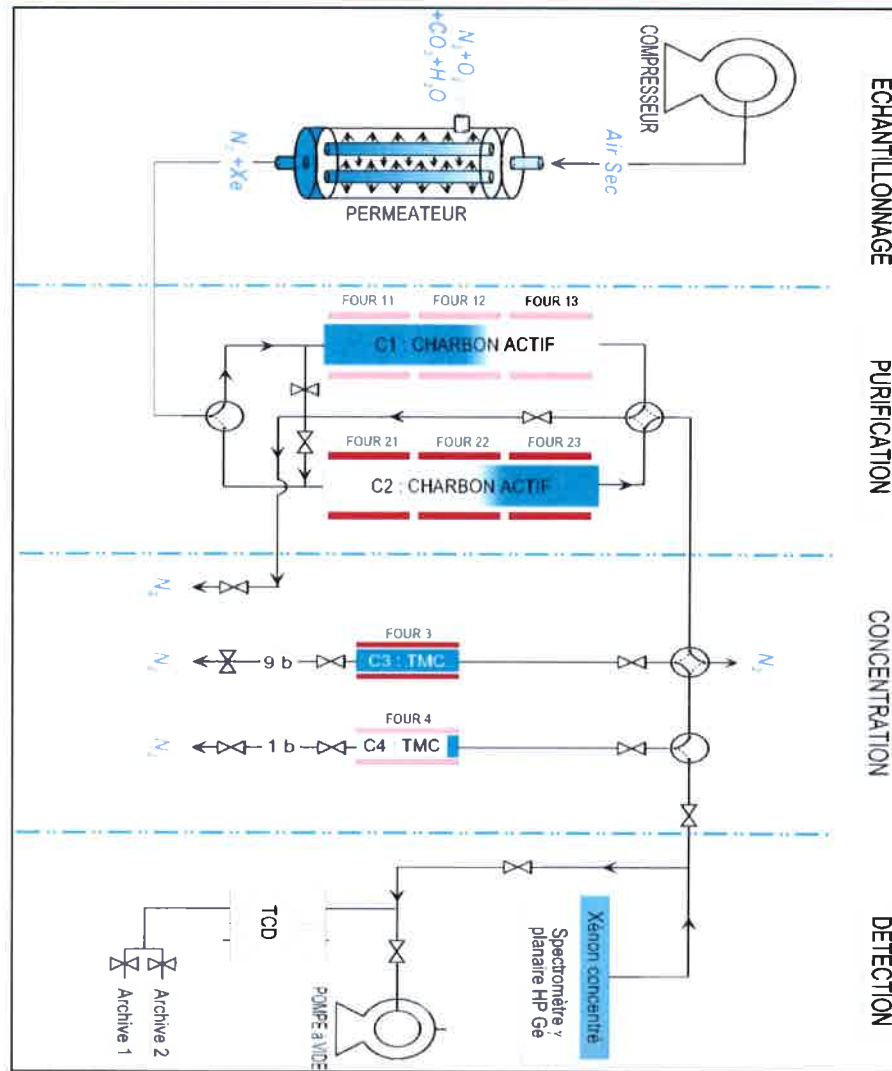 ECHANTILLONNAGE
COMPRESSEUR
Air Sec
N2+O2
+CO2+H2O
PERMEATEUR
N2+Xe
PURIFICATION
FOUR 11
FOUR 12
FOUR 13
C1 : CHARBON ACTIF
FOUR 21
FOUR 22
FOUR 23
C2 : CHARBON ACTIF
CONCENTRATION
N2
FOUR 3
N2
9 b
C3 : TMC
N2
FOUR 4
N2
1 b
C4 : TMC
DETECTION
Xénon concentré
Spectromètre γ
planaire HP Ge
TCD
POMPE à VIDE
Archive 2
Archive 1